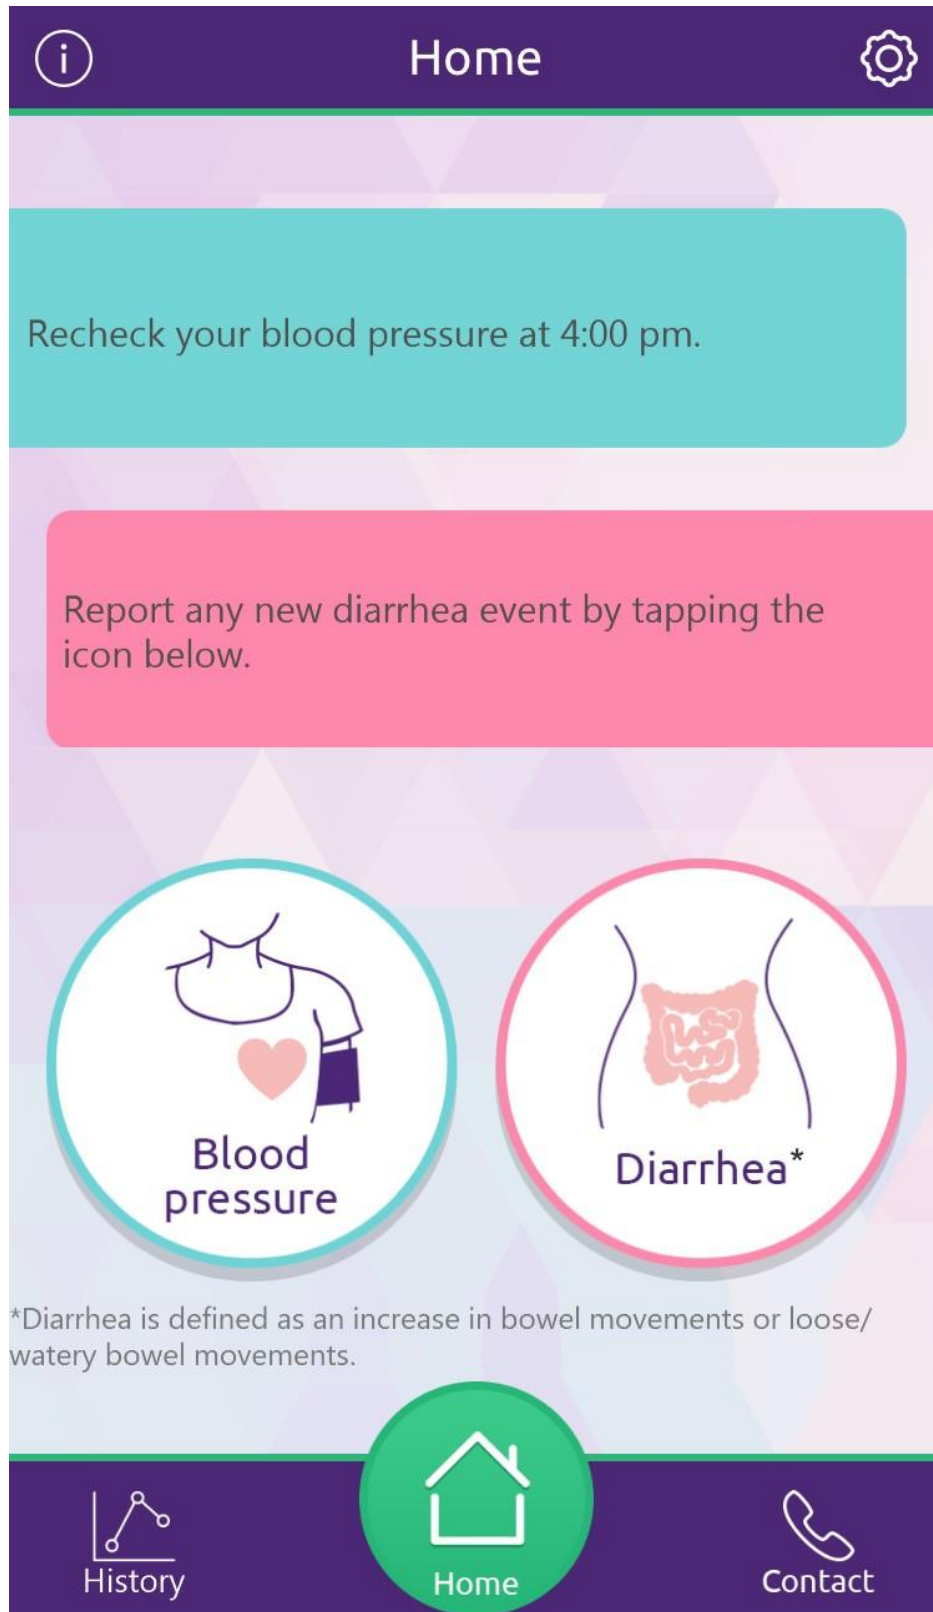 Home
Recheck your blood pressure at 4:00 pm.
Report any new diarrhea event by tapping the
icon below.
Blood
pressure
Diarrhea*
*Diarrhea is defined as an increase in bowel movements or loose/
watery bowel movements.
History
Home
Contact